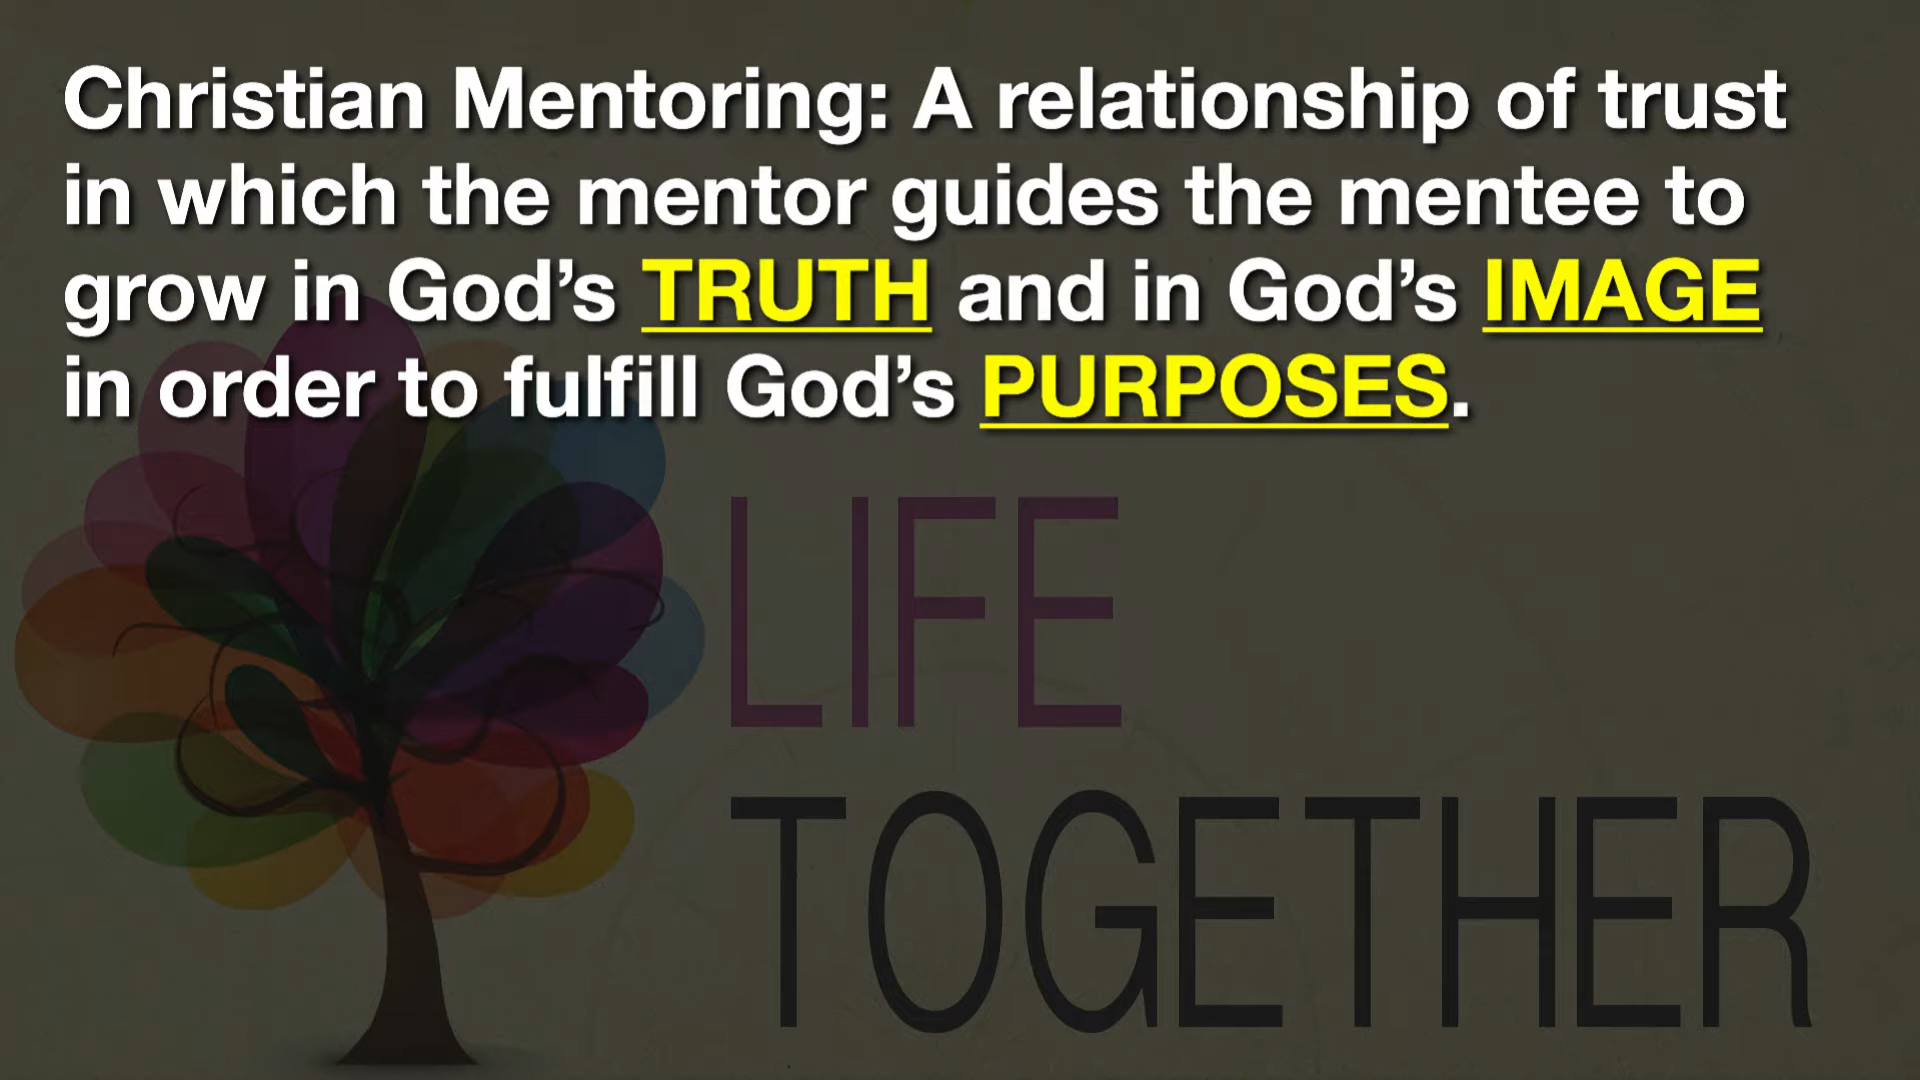 Christian Mentoring: A relationship of trust
in which the mentor guides the mentee to
grow in God’s TRUTH and in God’s IMAGE
in order to fulfill God’s PURPOSES.
LIFE
TOGETHER